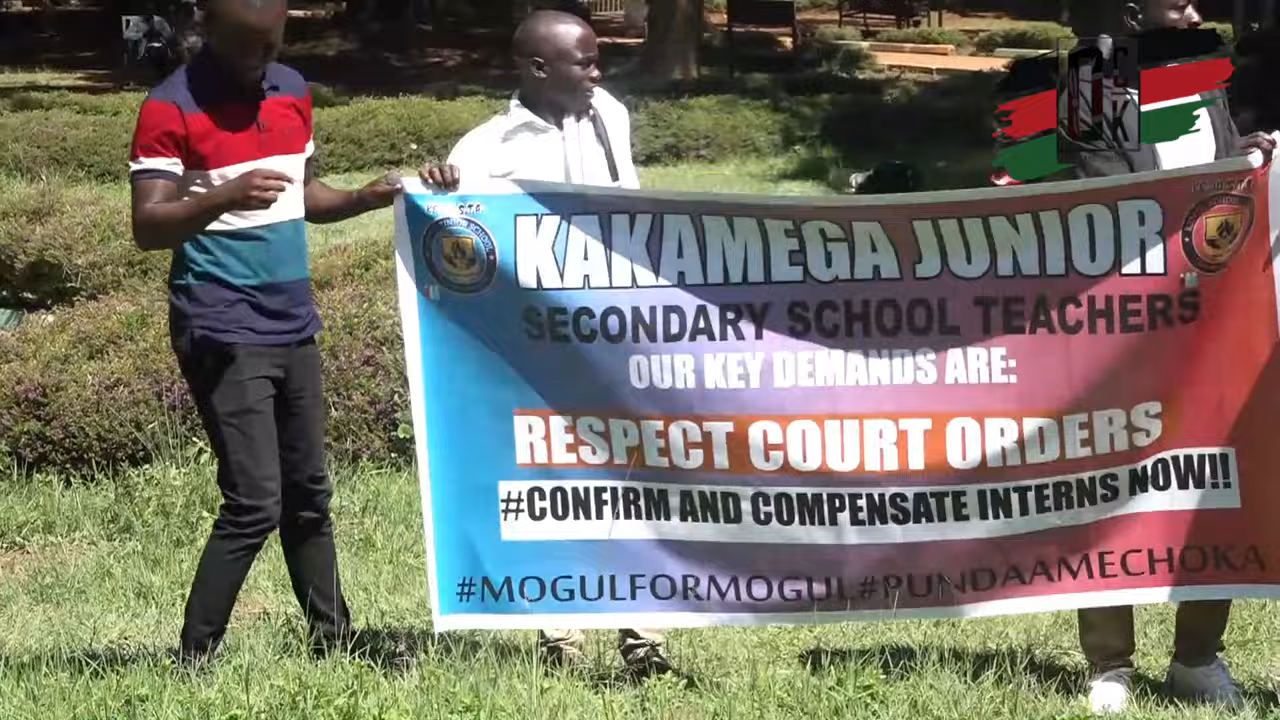 KAKAMEGA JUNIOR
SECONDARY SCHOOL TEACHERS
OUR KEY DEMANDS ARE:
RESPECT COURT ORDERS
#CONFIRM AND COMPENSATE INTERNS NOW!!
#MOGULFORMOGUL#PUNDAAMECHOKA